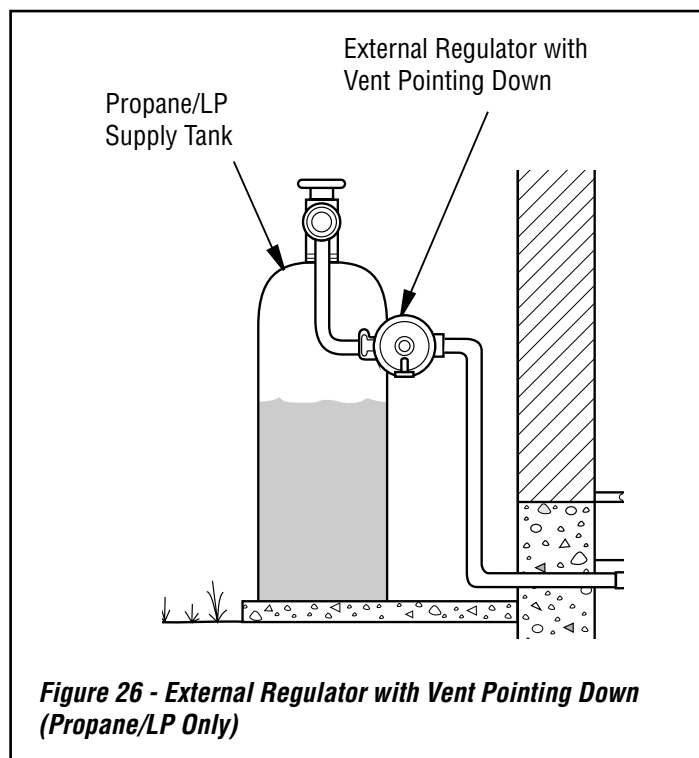 External Regulator with
Vent Pointing Down
Propane/LP
Supply Tank
Figure 26 - External Regulator with Vent Pointing Down
(Propane/LP Only)